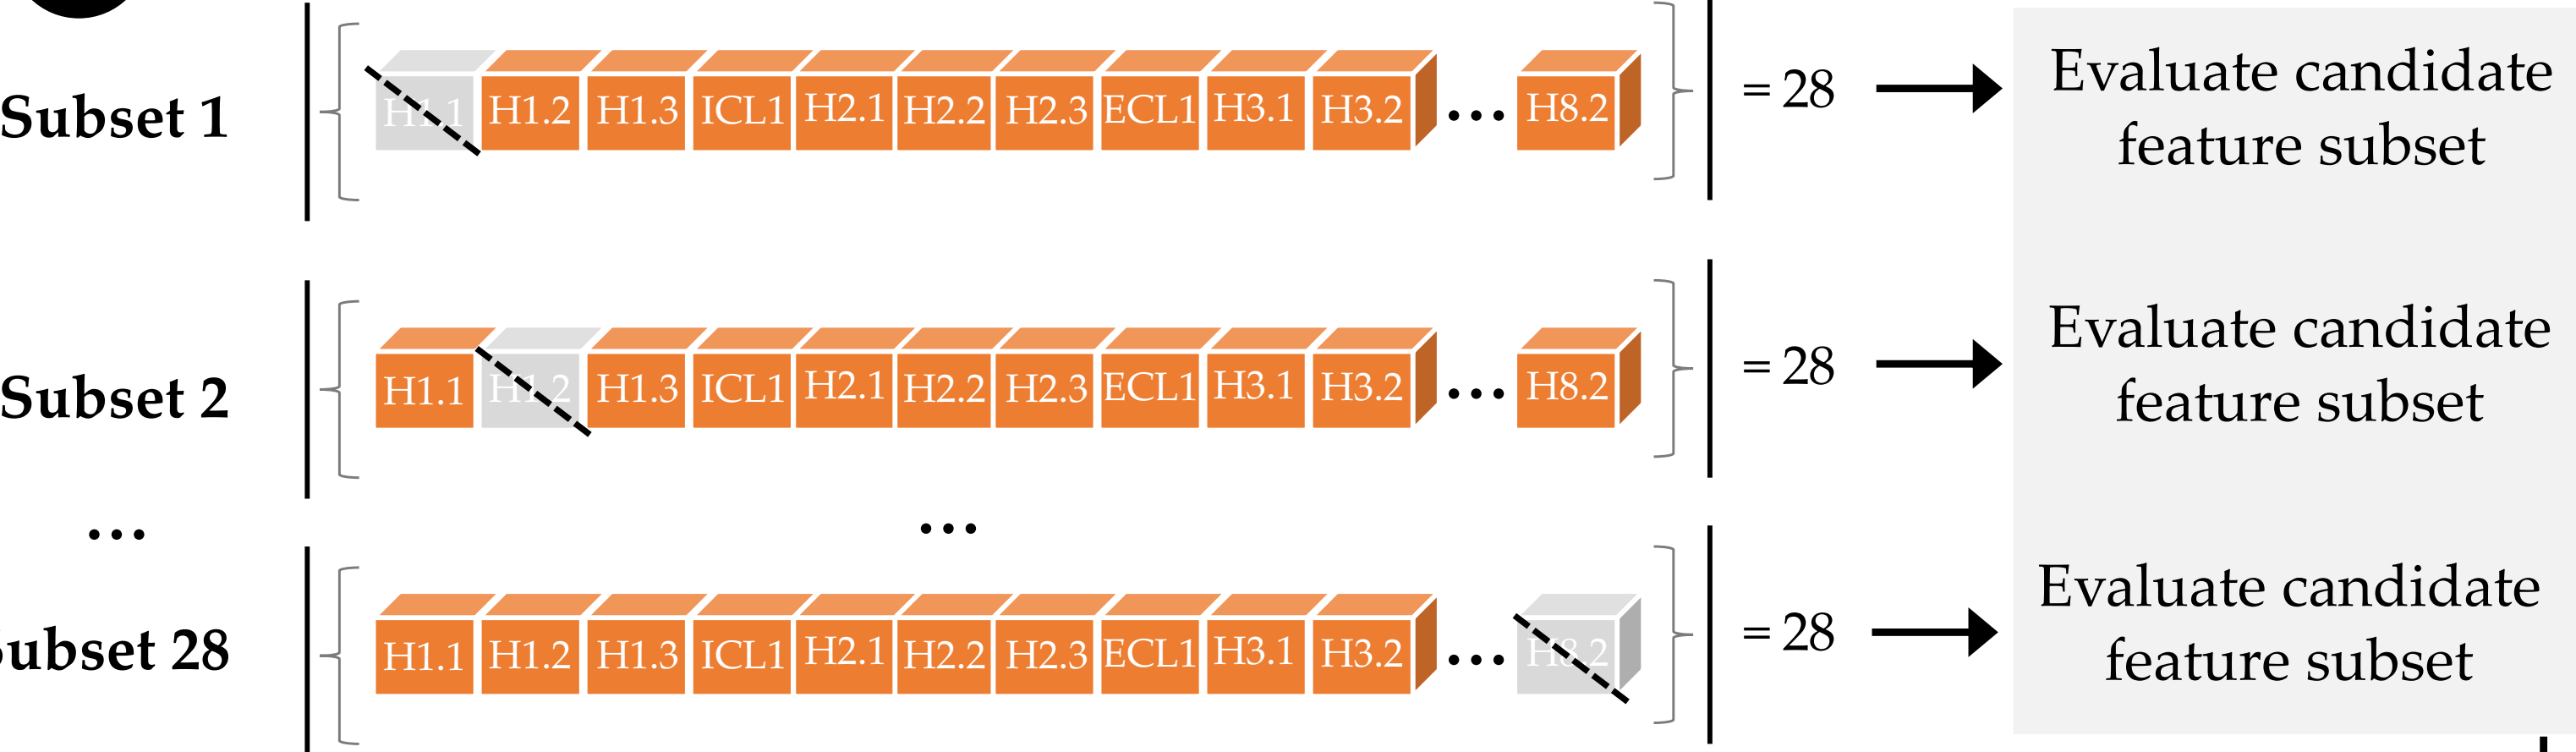 Subset 1
H1.1 H1.2 H1.3 ICL1 H2.1 H2.2 H2.3 ECL1 H3.1 H3.2 ... H8.2
= 28
Evaluate candidate
feature subset
Subset 2
H1.1 H1.2 H1.3 ICL1 H2.1 H2.2 H2.3 ECL1 H3.1 H3.2 ... H8.2
= 28
Evaluate candidate
feature subset
... ...
ubset 28
H1.1 H1.2 H1.3 ICL1 H2.1 H2.2 H2.3 ECL1 H3.1 H3.2 ... H8.2
= 28
Evaluate candidate
feature subset